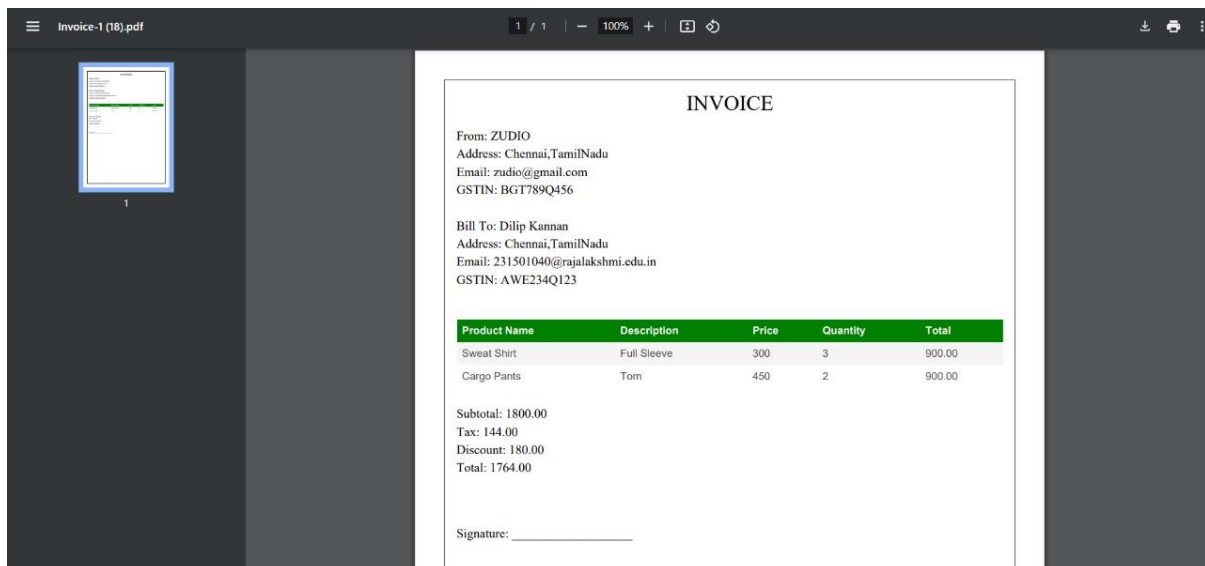 Invoice-1 (18).pdf
1 / 1 | − 100% +
1
INVOICE
From: ZUDIO
Address: Chennai,TamilNadu
Email: zudio@gmail.com
GSTIN: BGT789Q456
Bill To: Dilip Kannan
Address: Chennai,TamilNadu
Email: 231501040@rajalakshmi.edu.in
GSTIN: AWE234Q123
Product Name Description Price Quantity Total
Sweat Shirt Full Sleeve 300 3 900.00
Cargo Pants Torn 450 2 900.00
Subtotal: 1800.00
Tax: 144.00
Discount: 180.00
Total: 1764.00
Signature: ____________________